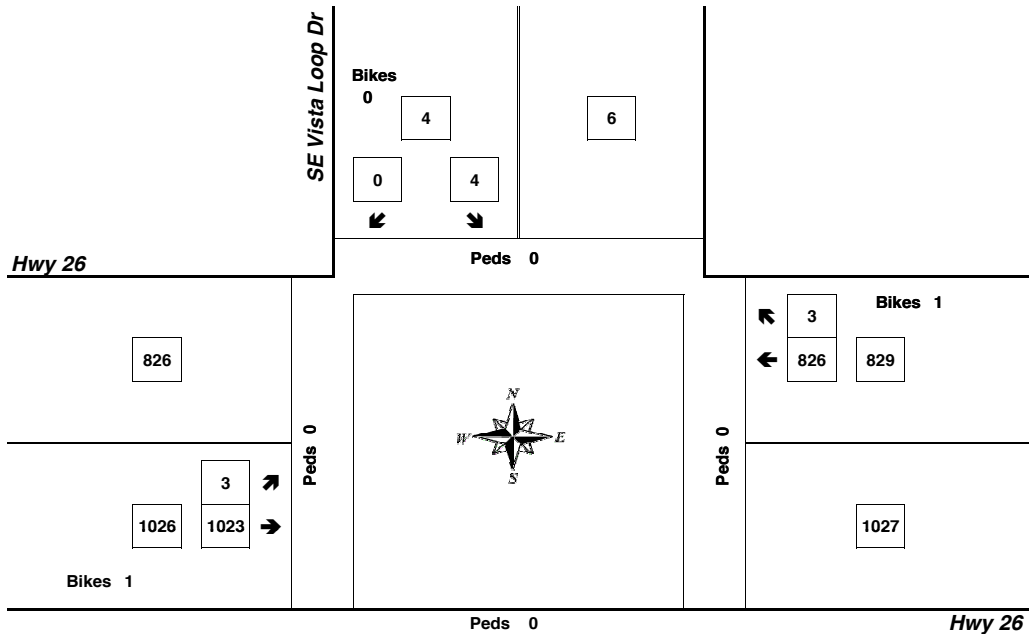 SE Vista Loop Dr
Bikes
0
4
6
0
4
Peds 0
Hwy 26
Bikes 1
3
826
826
829
N
W E
S
Peds 0
Peds 0
3
1026
1023
1027
Bikes 1
Peds 0
Hwy 26